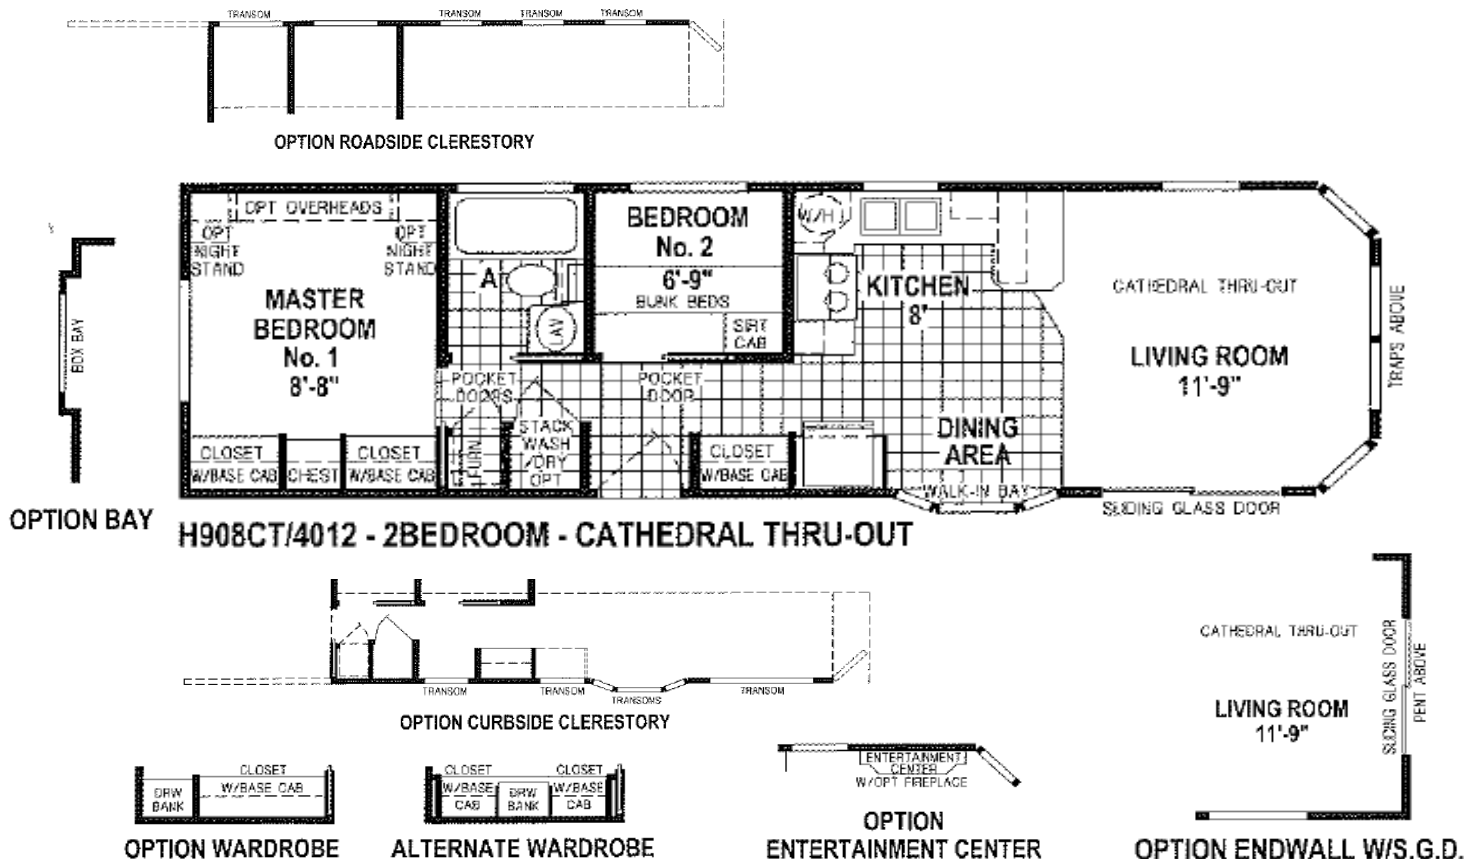 TRANSOM TRANSOM TRANSOM TRANSOM
OPTION ROADSIDE CLERESTORY
OPT OVERHEADS
OPT
NIGHT
STAND
OPT
NIGHT
STAND
MASTER
BEDROOM
No. 1
8'-8"
CLOSET
W/BASE CAB
CHEST
CLOSET
W/BASE CAB
BOX BAY
OPTION BAY
A
LAV
POCKET
DOORS
FURN
STACK
WASH
/DRY
OPT
BEDROOM
No. 2
6'-9"
BUNK BEDS
SHT
CAB
POCKET
DOOR
CLOSET
W/BASE CAB
W/H
KITCHEN
8'
DINING
AREA
WALK-IN BAY
CATHEDRAL THRU-OUT
LIVING ROOM
11'-9"
TRAPS ABOVE
SLIDING GLASS DOOR
H908CT/4012 - 2BEDROOM - CATHEDRAL THRU-OUT
TRANSOM TRANSOM TRANSOMS TRANSOM
OPTION CURBSIDE CLERESTORY
CATHEDRAL THRU-OUT
LIVING ROOM
11'-9"
SLIDING GLASS DOOR
PENT ABOVE
OPTION ENDWALL W/S.G.D.
DRW
BANK
CLOSET
W/BASE CAB
OPTION WARDROBE
CLOSET
W/BASE
CAB
DRW
BANK
CLOSET
W/BASE
CAB
ALTERNATE WARDROBE
ENTERTAINMENT
CENTER
W/OPT FIREPLACE
OPTION
ENTERTAINMENT CENTER